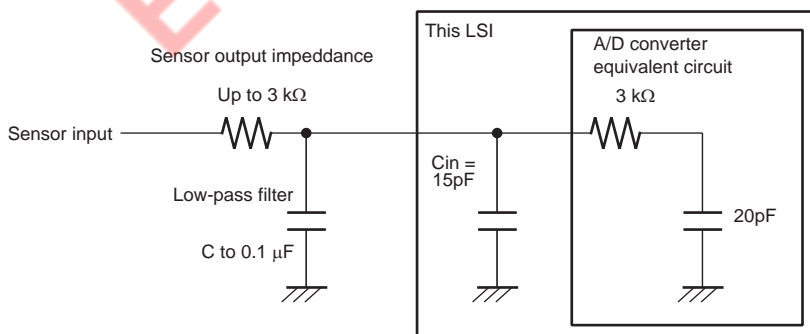 This LSI
A/D converter
equivalent circuit
3 kΩ
Sensor output impeddance
Up to 3 kΩ
Sensor input
Cin =
15pF
Low-pass filter
C to 0.1 μF
20pF